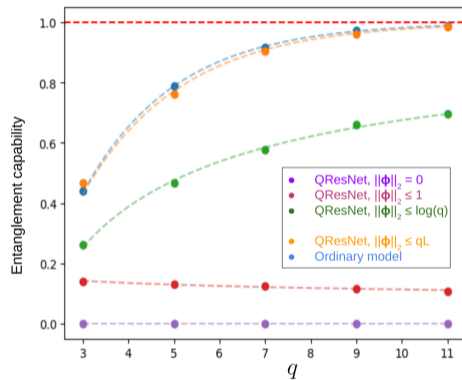 1.0
0.8
0.6
0.4
0.2
0.0
Entanglement capability
QResNet, ||ϕ||₂ = 0
QResNet, ||ϕ||₂ ≤ 1
QResNet, ||ϕ||₂ ≤ log(q)
QResNet, ||ϕ||₂ ≤ qL
Ordinary model
3 4 5 6 7 8 9 10 11
q